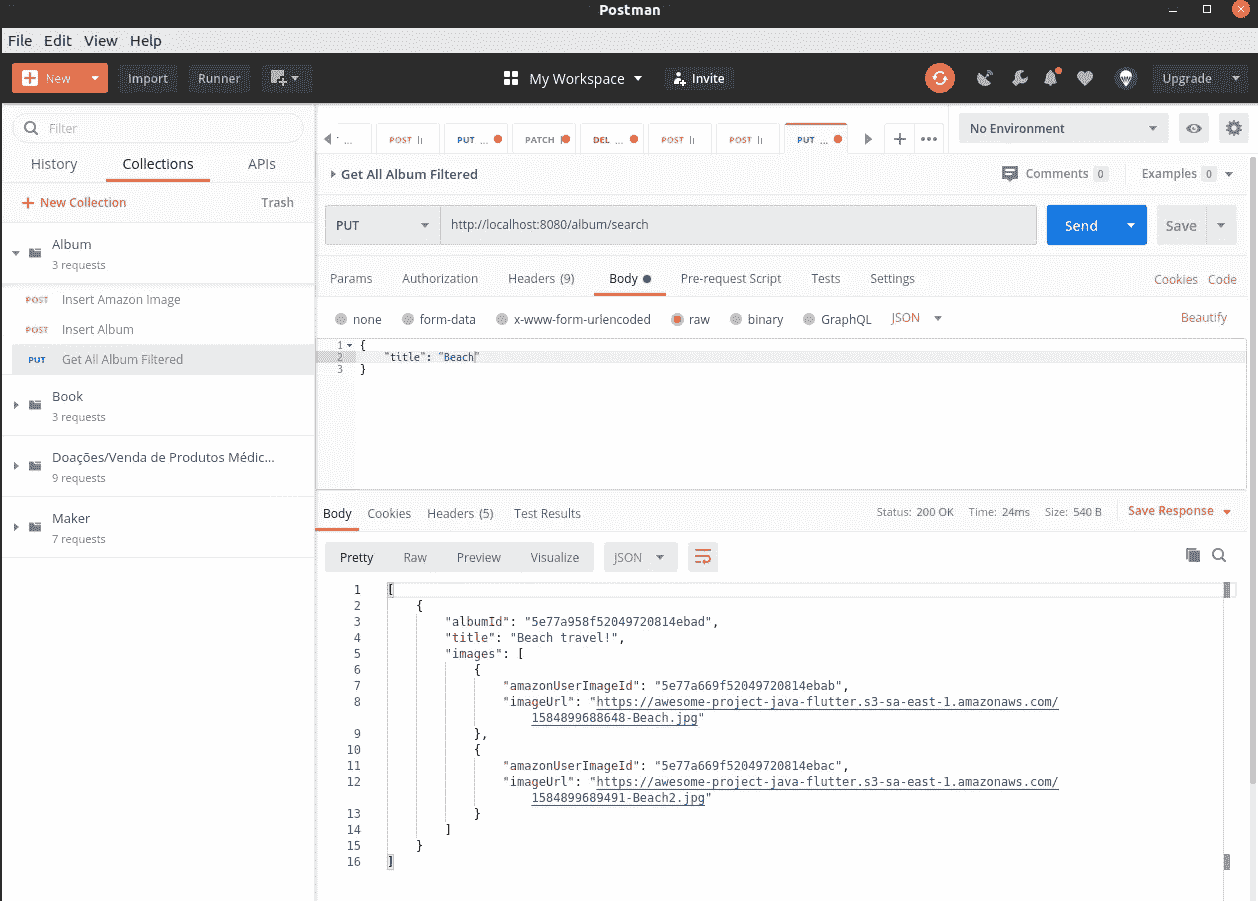 Postman
File Edit View Help
New Import Runner My Workspace Invite Upgrade
Filter
History Collections APIs
New Collection Trash
Album
3 requests
POST Insert Amazon Image
POST Insert Album
PUT Get All Album Filtered
Book
3 requests
Doações/Venda de Produtos Médic...
9 requests
Maker
7 requests
... POST PUT ... PATCH DEL ... POST POST PUT ... No Environment
Get All Album Filtered Comments 0 Examples 0
PUT http://localhost:8080/album/search Send Save
Params Authorization Headers (9) Body Pre-request Script Tests Settings Cookies Code
none form-data x-www-form-urlencoded raw binary GraphQL JSON Beautify
1 {
2 "title": "Beach"
3 }
Body Cookies Headers (5) Test Results Status: 200 OK Time: 24ms Size: 540 B Save Response
Pretty Raw Preview Visualize JSON
1 [
2 {
3 "albumId": "5e77a958f52049720814ebad",
4 "title": "Beach travel!",
5 "images": [
6 {
7 "amazonUserImageId": "5e77a669f52049720814ebab",
8 "imageUrl": "https://awesome-project-java-flutter.s3-sa-east-1.amazonaws.com/
1584899688648-Beach.jpg"
9 },
10 {
11 "amazonUserImageId": "5e77a669f52049720814ebac",
12 "imageUrl": "https://awesome-project-java-flutter.s3-sa-east-1.amazonaws.com/
1584899689491-Beach2.jpg"
13 }
14 ]
15 }
16 ]